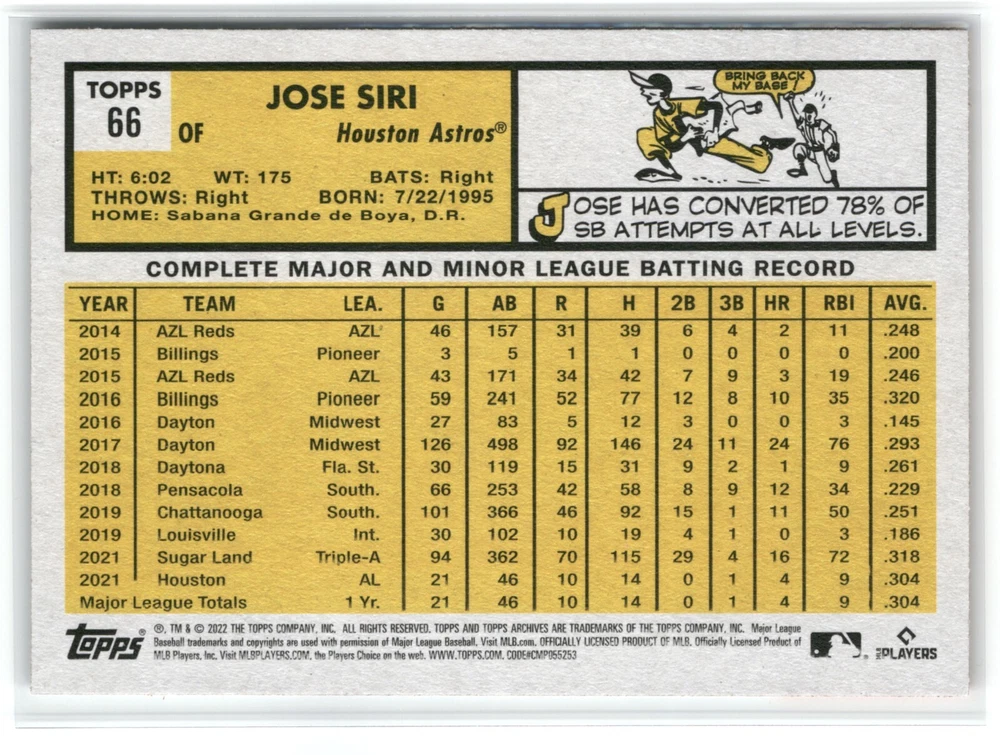 TOPPS
66
OF
JOSE SIRI
Houston Astros®
HT: 6:02 WT: 175 BATS: Right
THROWS: Right BORN: 7/22/1995
HOME: Sabana Grande de Boya, D.R.
BRING BACK
MY BASE!
JOSE HAS CONVERTED 78% OF
SB ATTEMPTS AT ALL LEVELS.
COMPLETE MAJOR AND MINOR LEAGUE BATTING RECORD
YEAR TEAM LEA. G AB R H 2B 3B HR RBI AVG.
2014 AZL Reds AZL 46 157 31 39 6 4 2 11 .248
2015 Billings Pioneer 3 5 1 1 0 0 0 0 .200
2015 AZL Reds AZL 43 171 34 42 7 9 3 19 .246
2016 Billings Pioneer 59 241 52 77 12 8 10 35 .320
2016 Dayton Midwest 27 83 5 12 3 0 0 3 .145
2017 Dayton Midwest 126 498 92 146 24 11 24 76 .293
2018 Daytona Fla. St. 30 119 15 31 9 2 1 9 .261
2018 Pensacola South. 66 253 42 58 8 9 12 34 .229
2019 Chattanooga South. 101 366 46 92 15 1 11 50 .251
2019 Louisville Int. 30 102 10 19 4 1 0 3 .186
2021 Sugar Land Triple-A 94 362 70 115 29 4 16 72 .318
2021 Houston AL 21 46 10 14 0 1 4 9 .304
Major League Totals 1 Yr. 21 46 10 14 0 1 4 9 .304
topps®
®, TM & © 2022 THE TOPPS COMPANY, INC. ALL RIGHTS RESERVED. TOPPS AND TOPPS ARCHIVES ARE TRADEMARKS OF THE TOPPS COMPANY, INC. Major League
Baseball trademarks and copyrights are used with permission of Major League Baseball. Visit MLB.com. OFFICIALLY LICENSED PRODUCT OF MLB. Officially Licensed Product of
MLB Players, Inc. Visit MLBPLAYERS.COM, the Players Choice on the web. WWW.TOPPS.COM. CODE#CMP055253
MLB PLAYERS